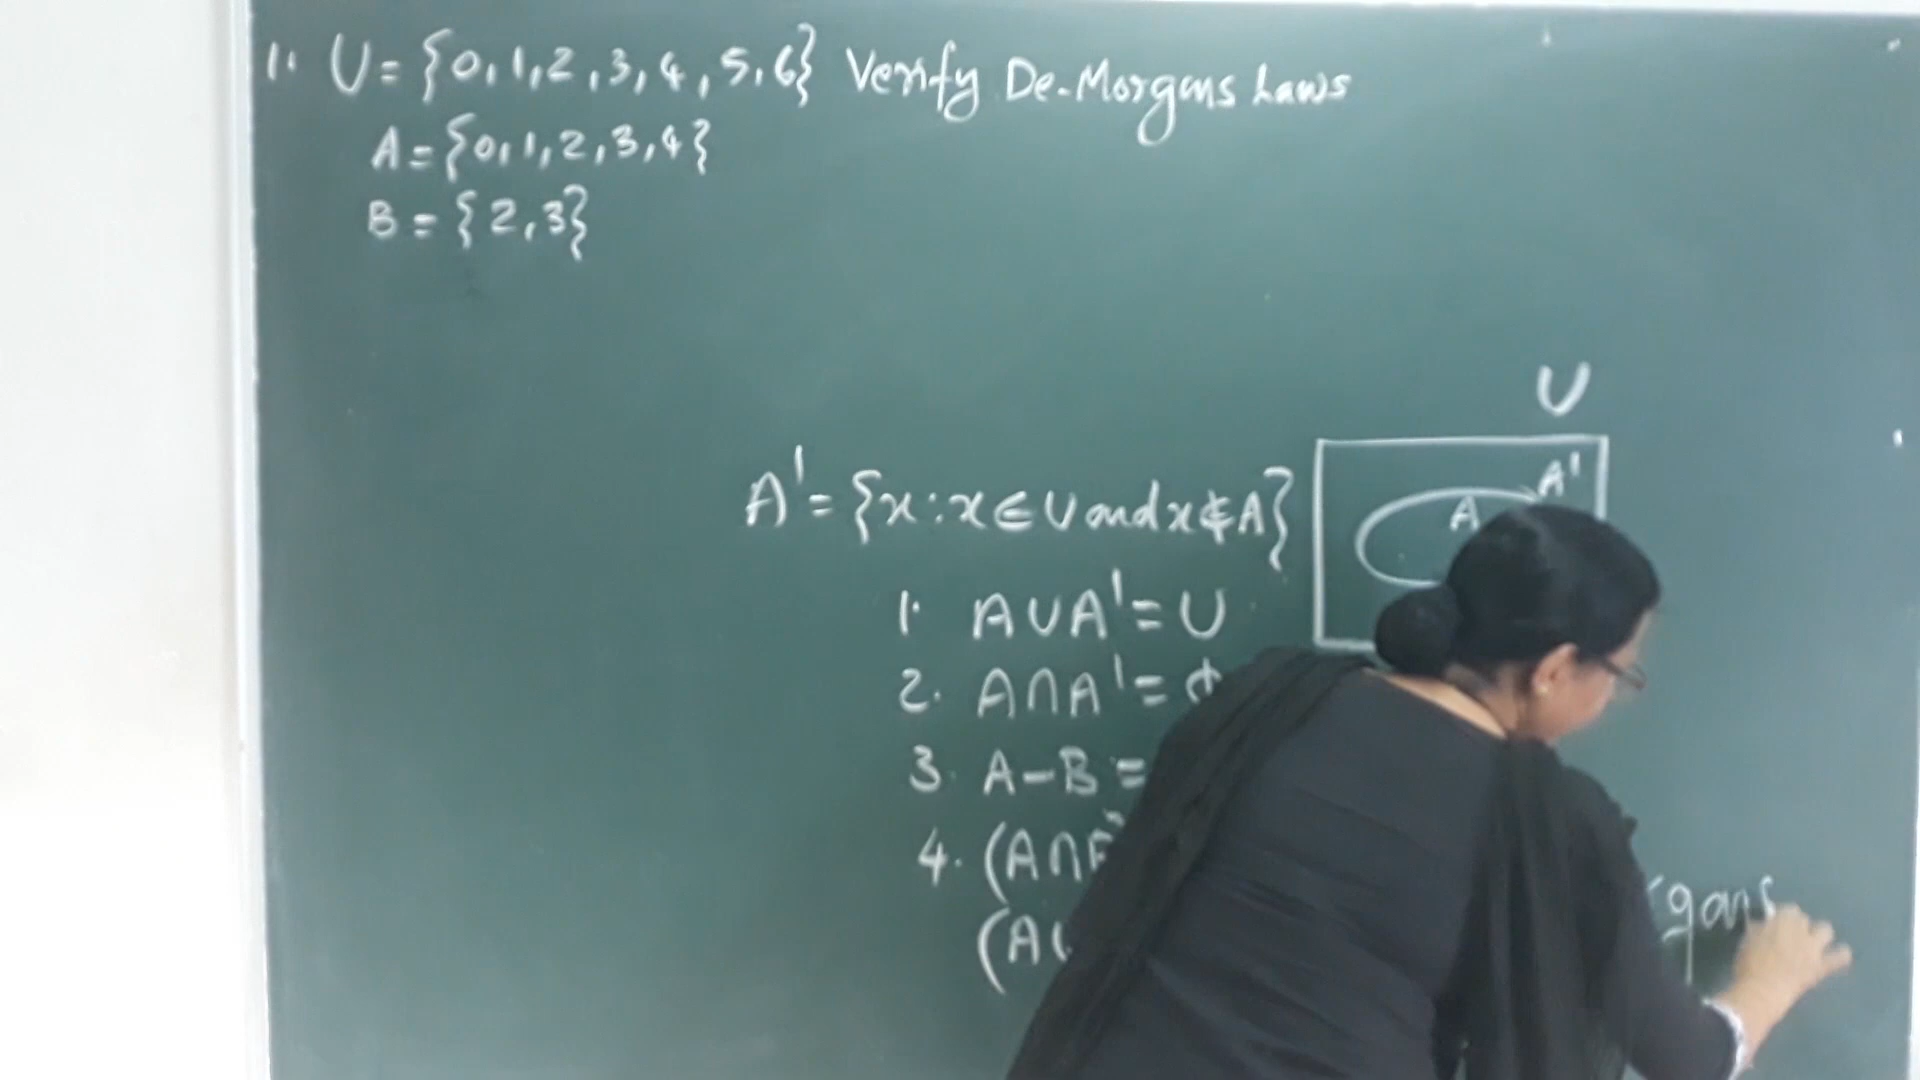 1. U = {0, 1, 2, 3, 4, 5, 6} Verify De-Morgans Laws
A = {0, 1, 2, 3, 4}
B = {2, 3}
U
A' = {x : x ∈ U and x ∉ A}
A'
A
1. A ∪ A' = U
2. A ∩ A' = ϕ
3. A - B =
4. (A ∩
gans
(A